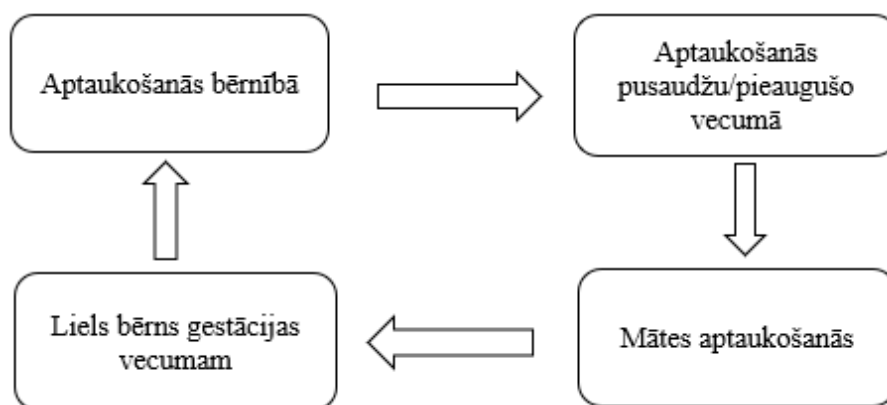 Aptaukošanās bērnībā
Aptaukošanās
pusaudžu/pieaugušo
vecumā
Liels bērns gestācijas
vecumam
Mātes aptaukošanās